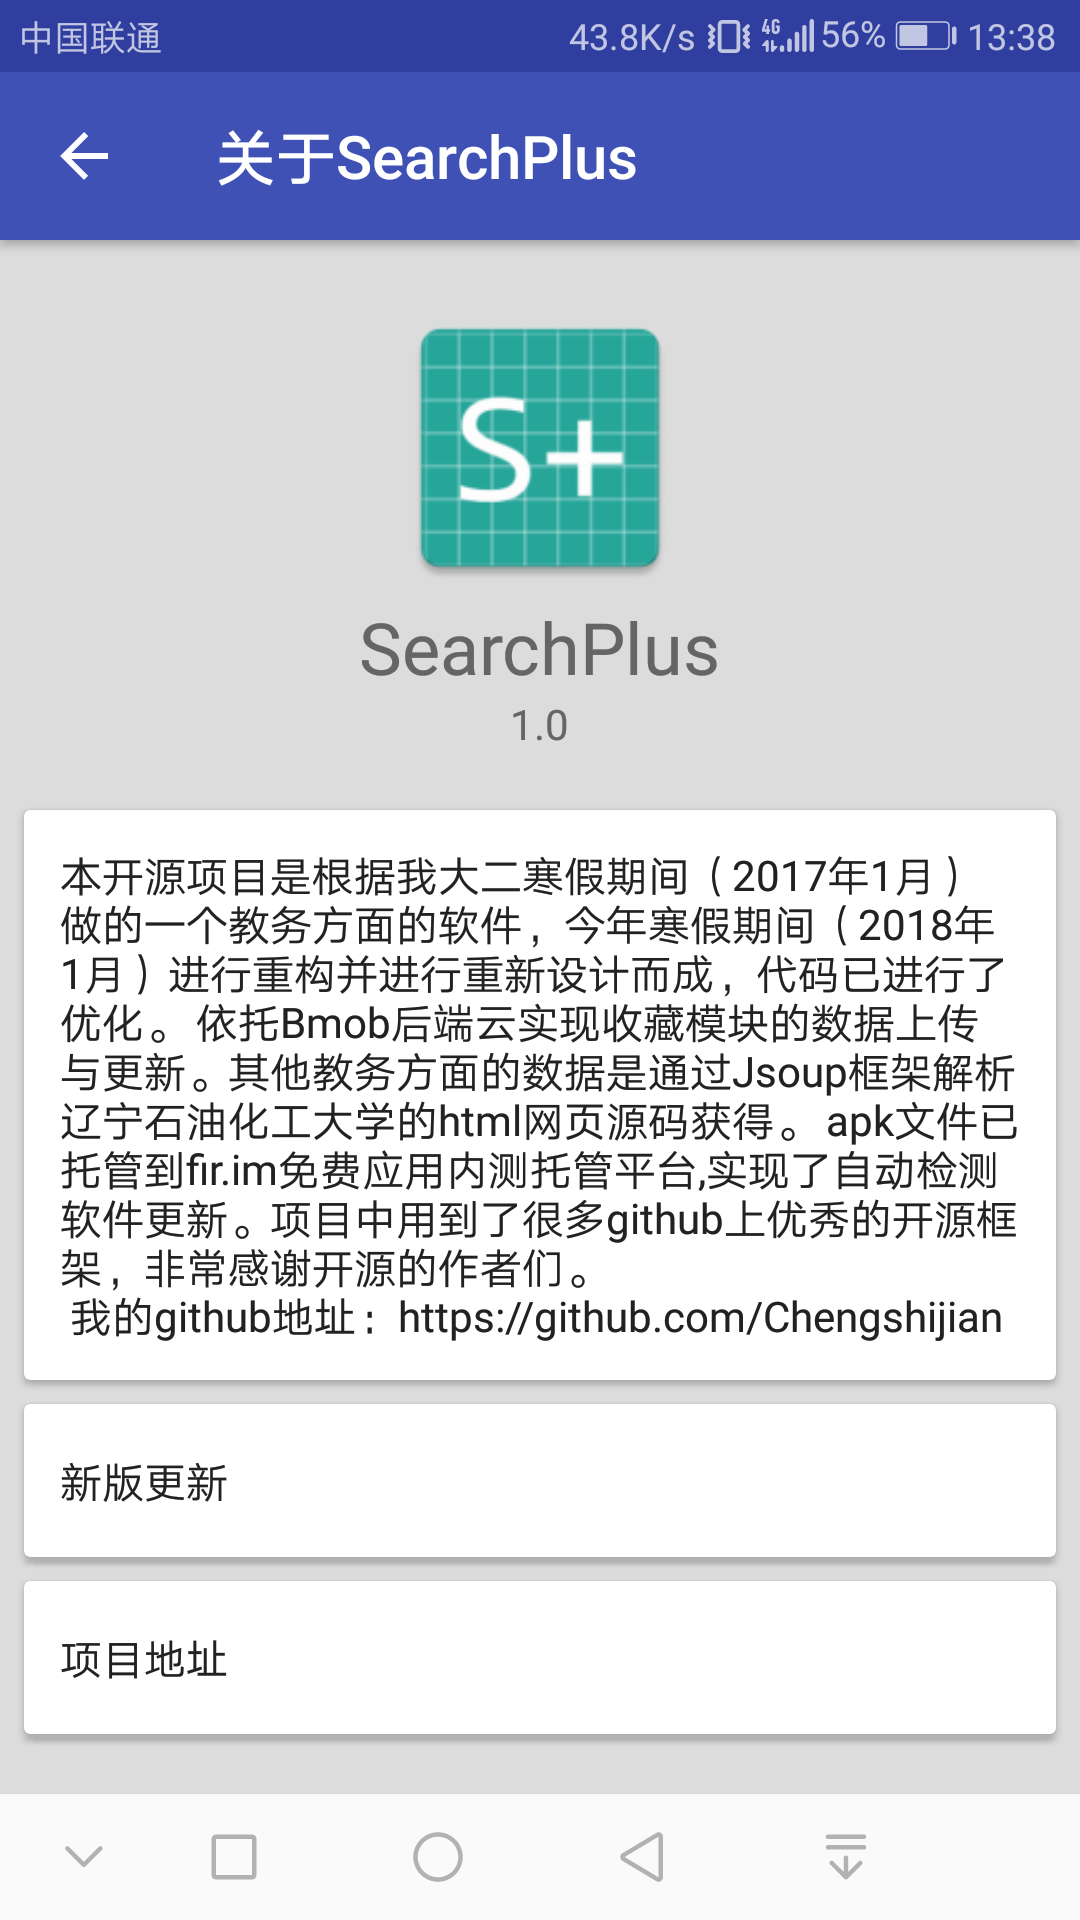 中国联通
43.8K/s 4G 56% 13:38
关于SearchPlus
S+
SearchPlus
1.0
本开源项目是根据我大二寒假期间（2017年1月）
做的一个教务方面的软件，今年寒假期间（2018年
1月）进行重构并进行重新设计而成，代码已进行了
优化。 依托Bmob后端云实现收藏模块的数据上传
与更新。其他教务方面的数据是通过Jsoup框架解析
辽宁石油化工大学的html网页源码获得。 apk文件已
托管到fir.im免费应用内测托管平台,实现了自动检测
软件更新。项目中用到了很多github上优秀的开源框
架，非常感谢开源的作者们。
我的github地址：https://github.com/Chengshijian
新版更新
项目地址